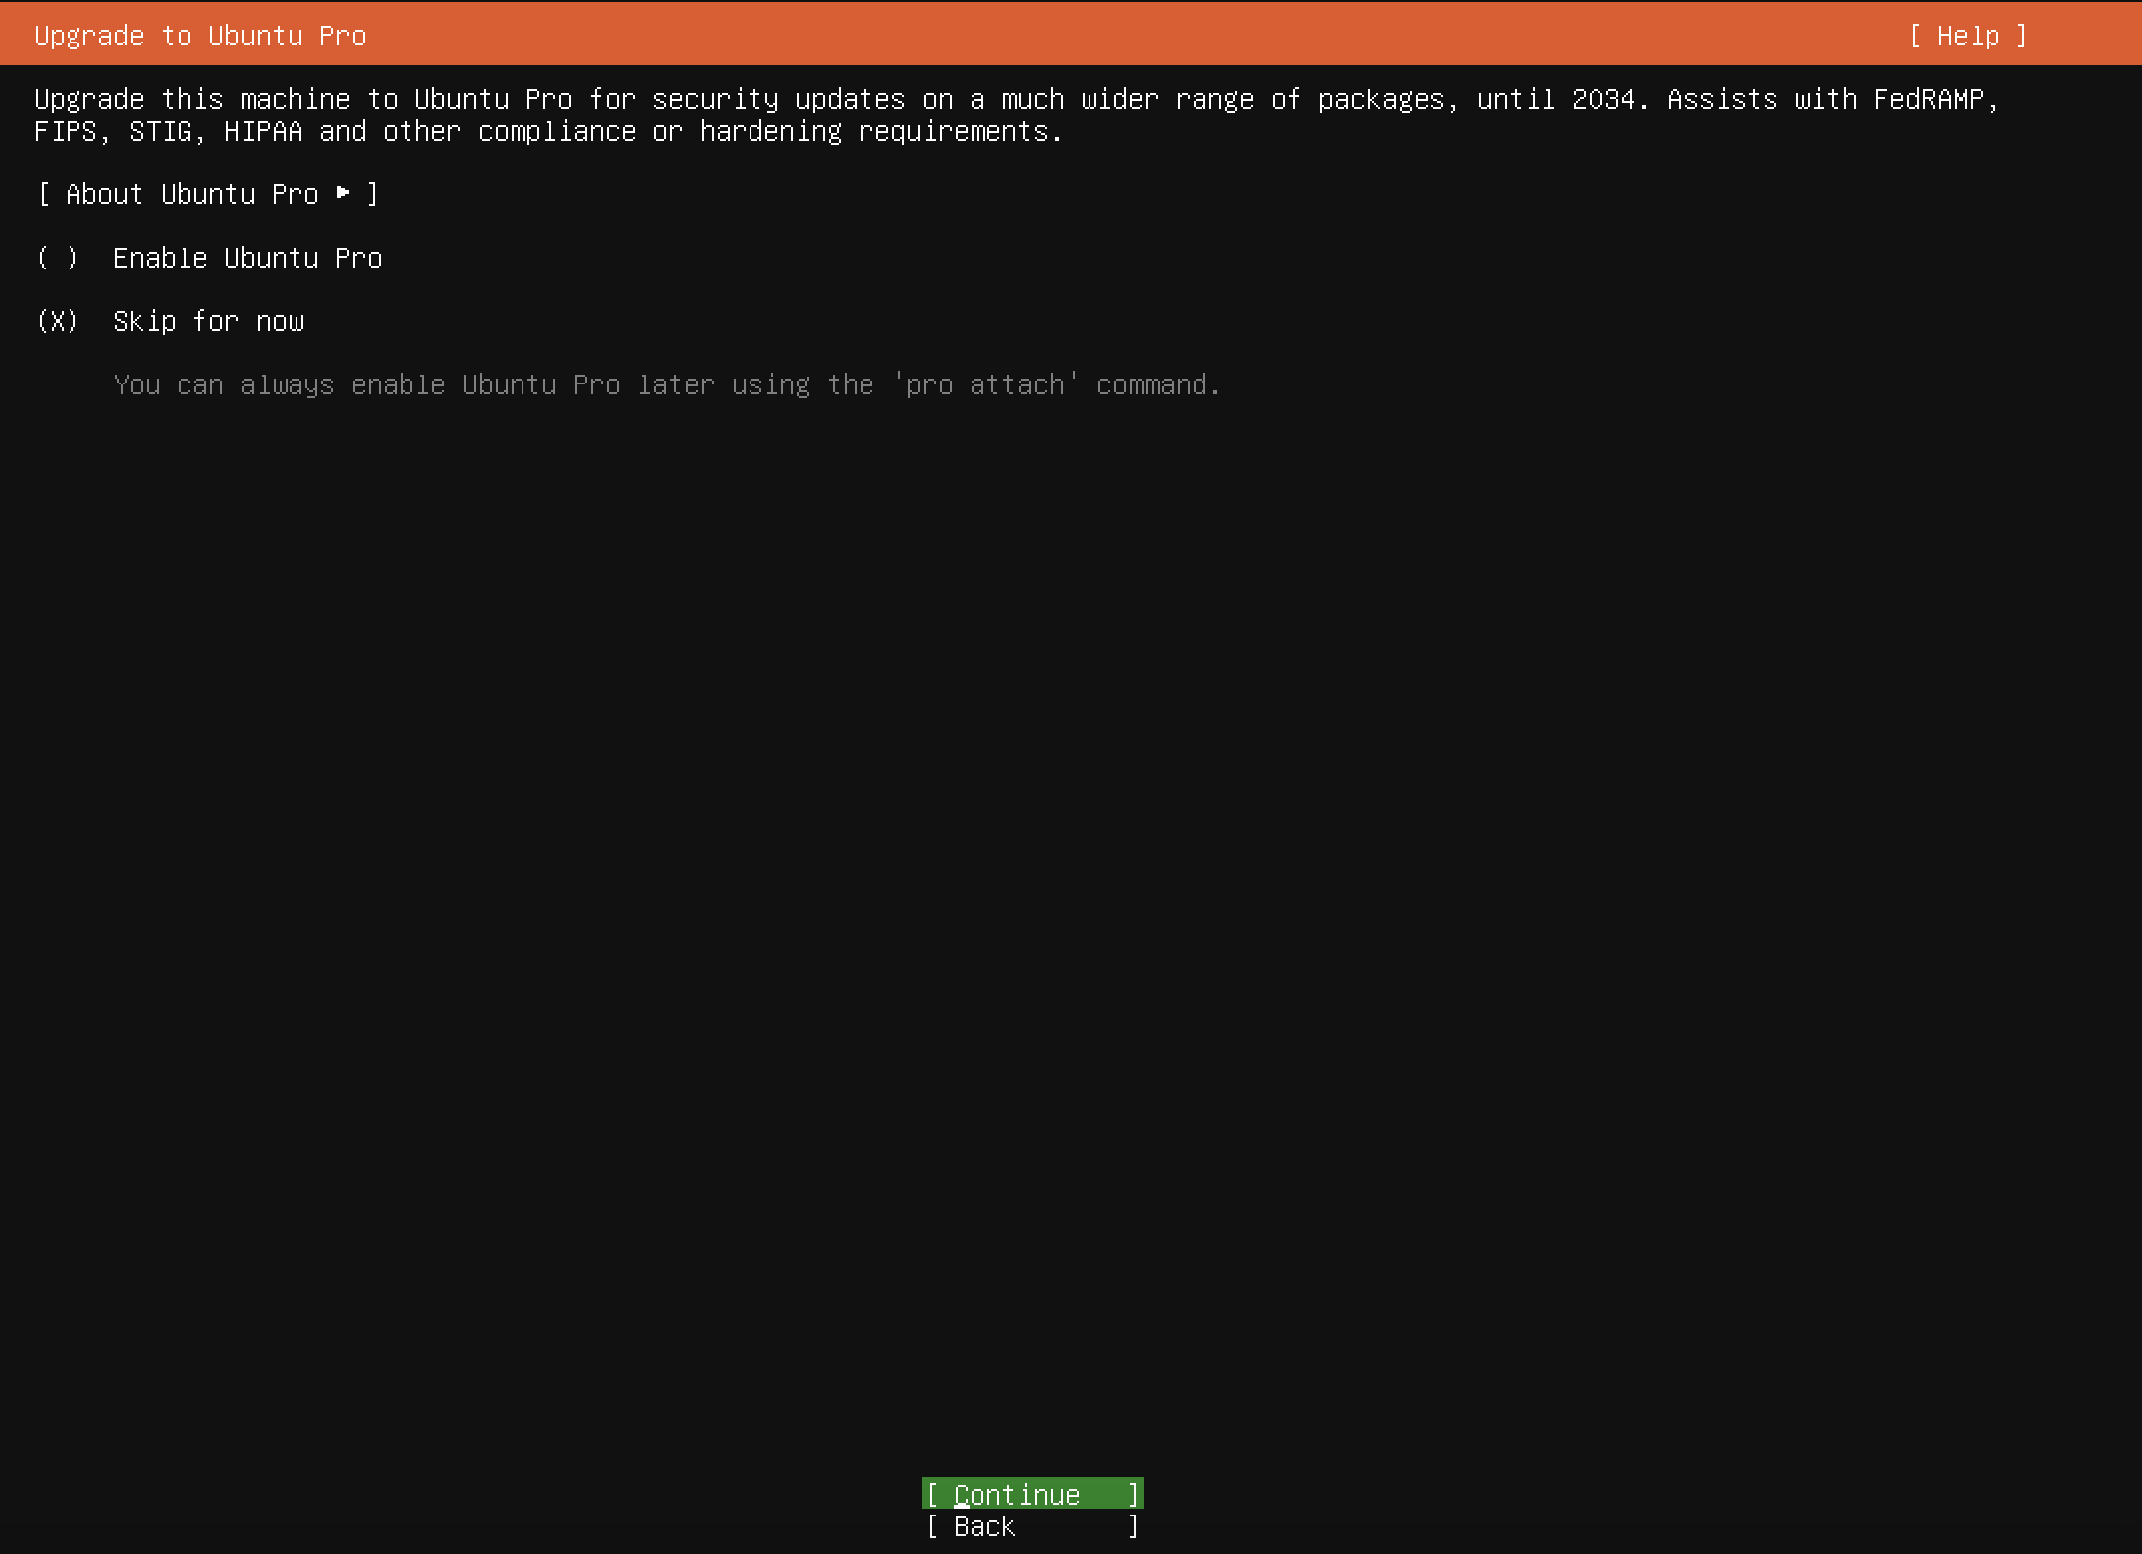 Upgrade to Ubuntu Pro [ Help ]
Upgrade this machine to Ubuntu Pro for security updates on a much wider range of packages, until 2034. Assists with FedRAMP,
FIPS, STIG, HIPAA and other compliance or hardening requirements.
[ About Ubuntu Pro ► ]
( ) Enable Ubuntu Pro
(X) Skip for now
You can always enable Ubuntu Pro later using the 'pro attach' command.
[ Continue ]
[ Back ]